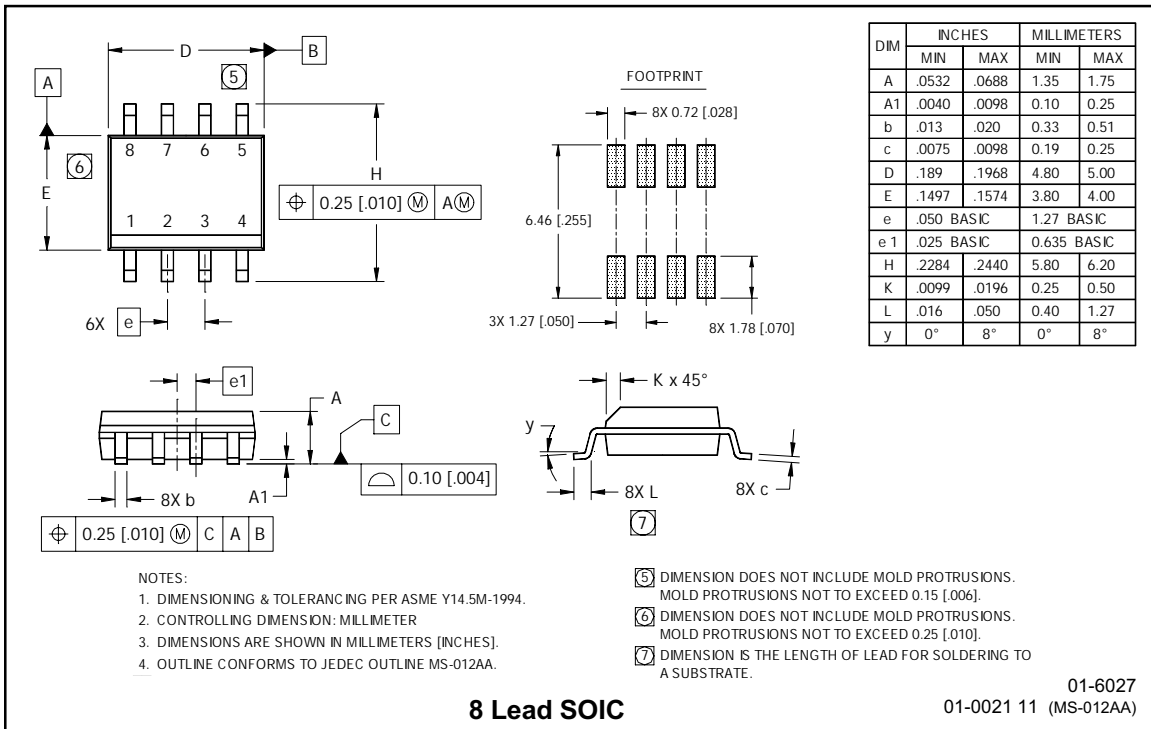 D
B
5
A
8 7 6 5
6
E
H
⌖ 0.25 [.010] Ⓜ A Ⓜ
1 2 3 4
6X e
FOOTPRINT
8X 0.72 [.028]
6.46 [.255]
3X 1.27 [.050]
8X 1.78 [.070]
DIM INCHES MILLIMETERS
MIN MAX MIN MAX
A .0532 .0688 1.35 1.75
A1 .0040 .0098 0.10 0.25
b .013 .020 0.33 0.51
c .0075 .0098 0.19 0.25
D .189 .1968 4.80 5.00
E .1497 .1574 3.80 4.00
e .050 BASIC 1.27 BASIC
e 1 .025 BASIC 0.635 BASIC
H .2284 .2440 5.80 6.20
K .0099 .0196 0.25 0.50
L .016 .050 0.40 1.27
y 0° 8° 0° 8°
e1
A
C
0.10 [.004]
8X b
A1
⌖ 0.25 [.010] Ⓜ C A B
K x 45°
y
8X L
8X c
7
NOTES:
1. DIMENSIONING & TOLERANCING PER ASME Y14.5M-1994.
2. CONTROLLING DIMENSION: MILLIMETER
3. DIMENSIONS ARE SHOWN IN MILLIMETERS [INCHES].
4. OUTLINE CONFORMS TO JEDEC OUTLINE MS-012AA.
5 DIMENSION DOES NOT INCLUDE MOLD PROTRUSIONS.
MOLD PROTRUSIONS NOT TO EXCEED 0.15 [.006].
6 DIMENSION DOES NOT INCLUDE MOLD PROTRUSIONS.
MOLD PROTRUSIONS NOT TO EXCEED 0.25 [.010].
7 DIMENSION IS THE LENGTH OF LEAD FOR SOLDERING TO
A SUBSTRATE.
8 Lead SOIC
01-6027
01-0021 11 (MS-012AA)